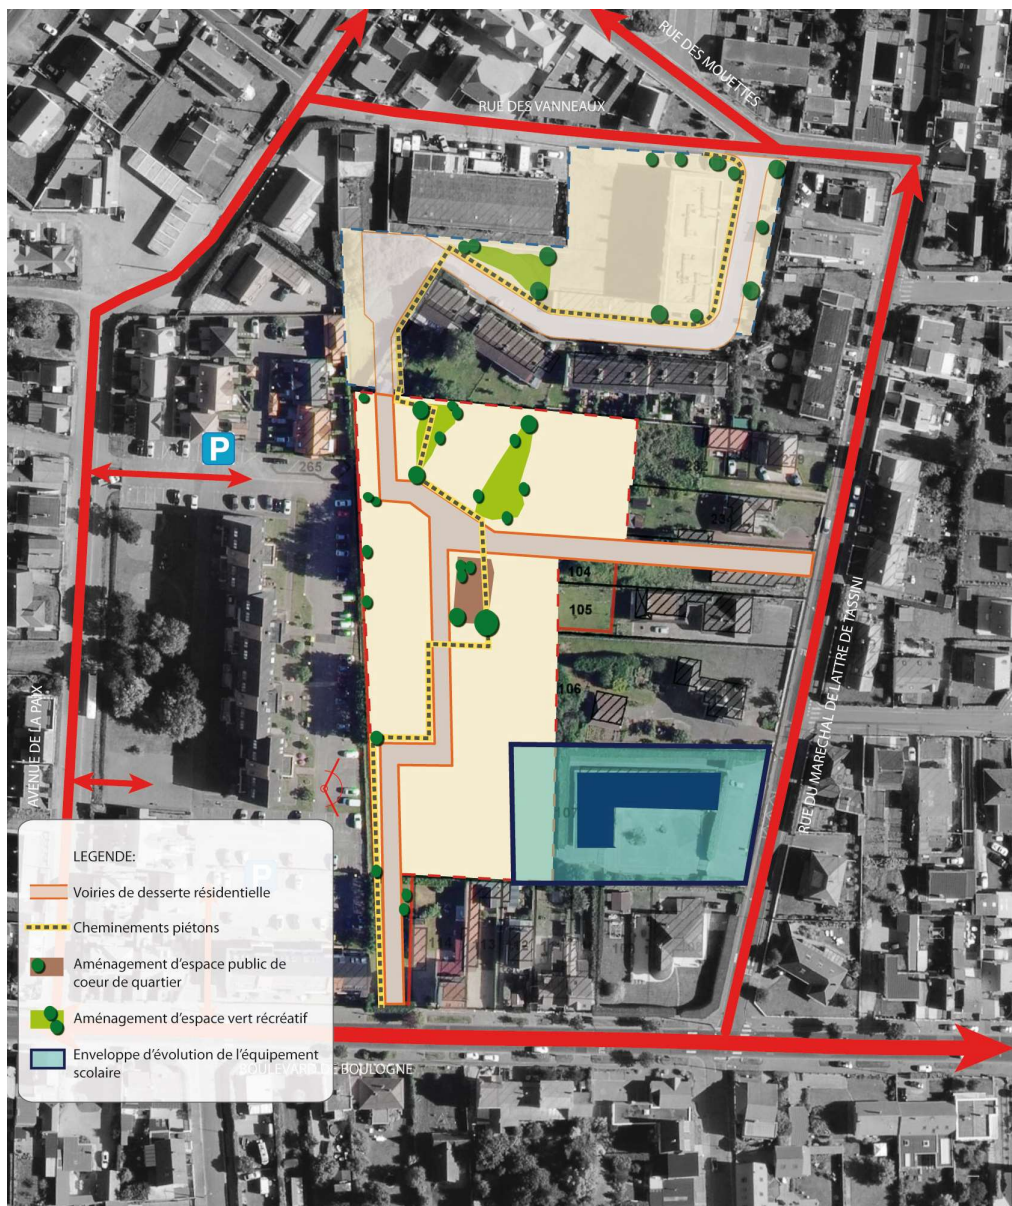 RUE DES MOUETTES
RUE DES VANNEAUX
P
265
279
104
105
106
107
AVENUE DE LA PAIX
RUE DU MARECHAL DE LATTRE DE TASSINI
LEGENDE:
Voiries de desserte résidentielle
Cheminements piétons
Aménagement d'espace public de
coeur de quartier
Aménagement d'espace vert récréatif
Enveloppe d'évolution de l'équipement
scolaire
BOULEVARD DE BOULOGNE